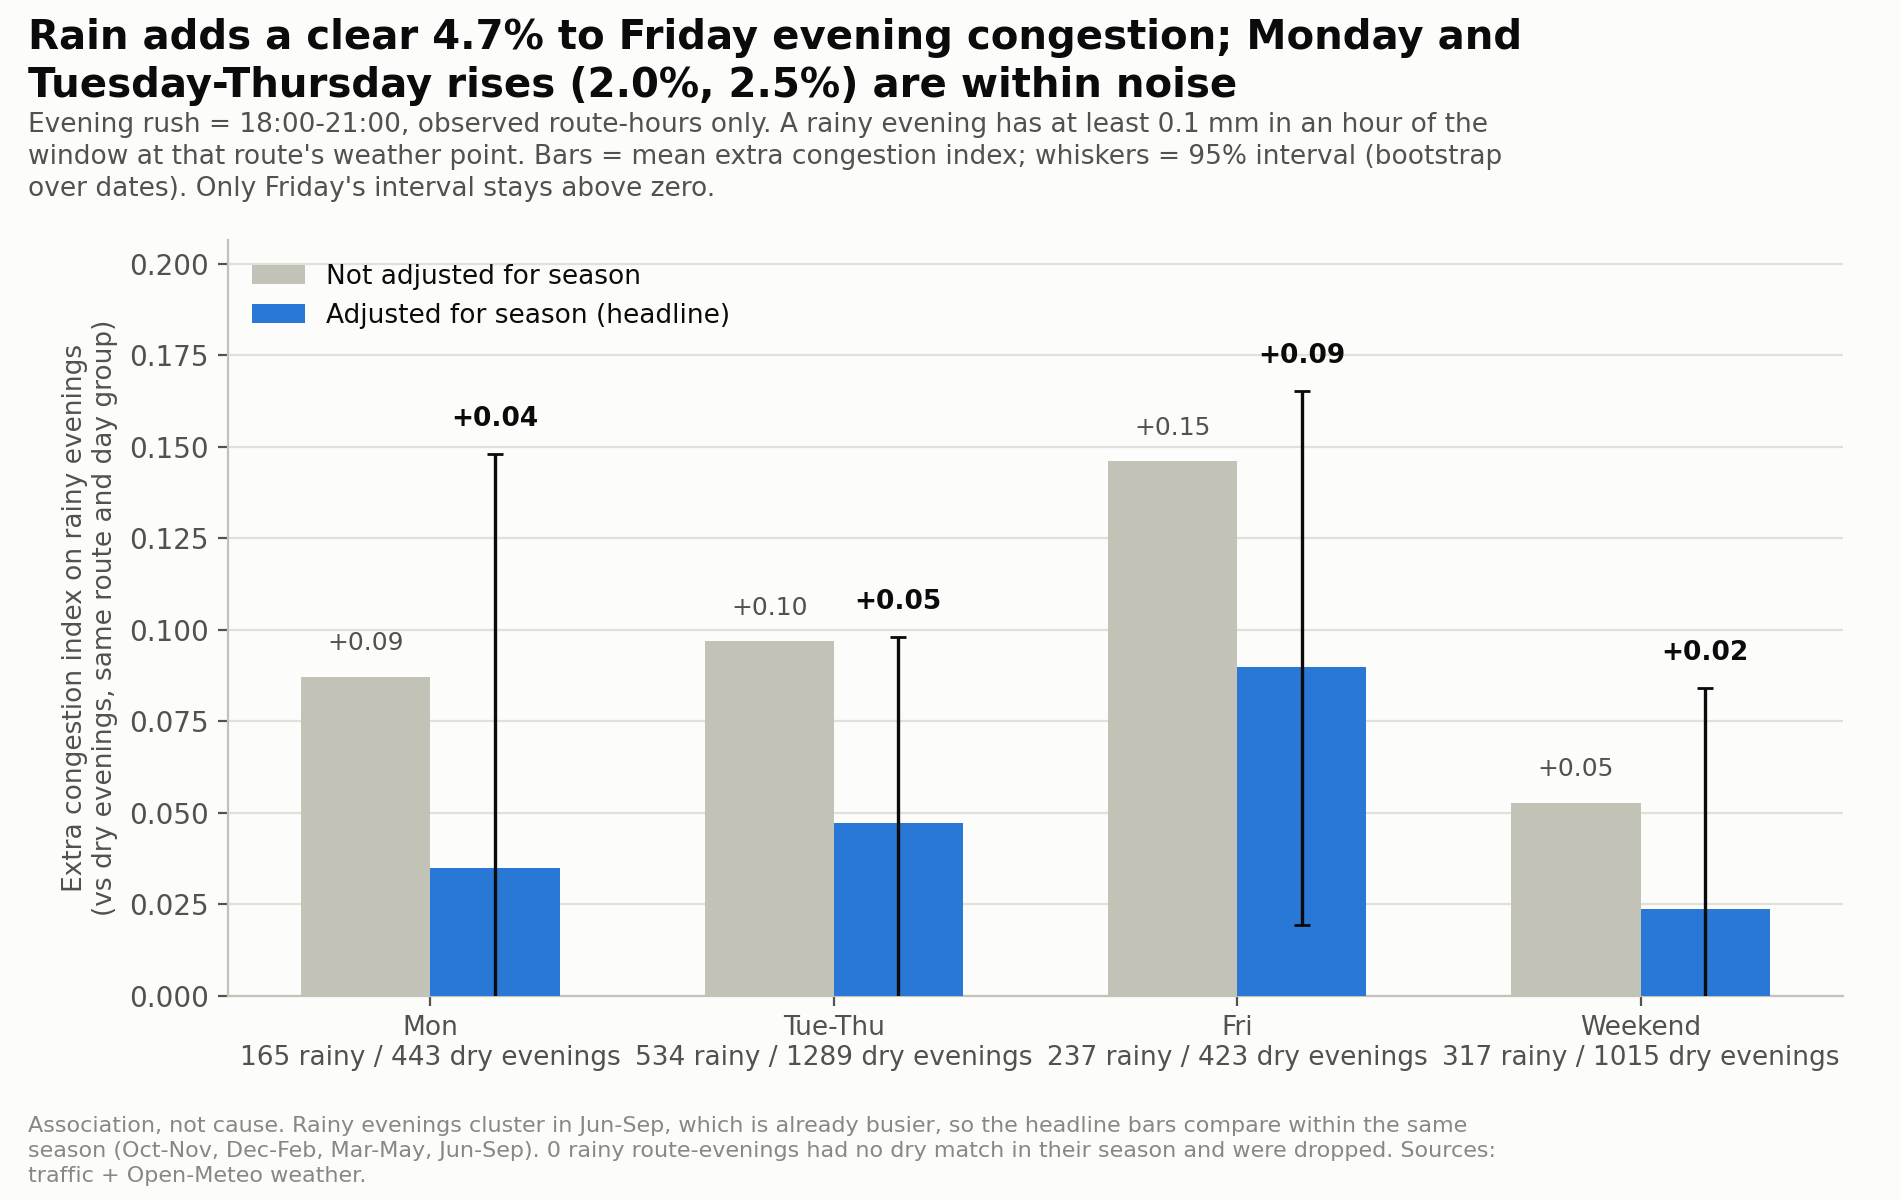 Rain adds a clear 4.7% to Friday evening congestion; Monday and
Tuesday-Thursday rises (2.0%, 2.5%) are within noise
Evening rush = 18:00-21:00, observed route-hours only. A rainy evening has at least 0.1 mm in an hour of the
window at that route's weather point. Bars = mean extra congestion index; whiskers = 95% interval (bootstrap
over dates). Only Friday's interval stays above zero.
Extra congestion index on rainy evenings
(vs dry evenings, same route and day group)
0.200
0.175
0.150
0.125
0.100
0.075
0.050
0.025
0.000
Not adjusted for season
Adjusted for season (headline)
+0.09
+0.04
+0.10
+0.05
+0.15
+0.09
+0.05
+0.02
Mon
165 rainy / 443 dry evenings
Tue-Thu
534 rainy / 1289 dry evenings
Fri
237 rainy / 423 dry evenings
Weekend
317 rainy / 1015 dry evenings
Association, not cause. Rainy evenings cluster in Jun-Sep, which is already busier, so the headline bars compare within the same
season (Oct-Nov, Dec-Feb, Mar-May, Jun-Sep). 0 rainy route-evenings had no dry match in their season and were dropped. Sources:
traffic + Open-Meteo weather.